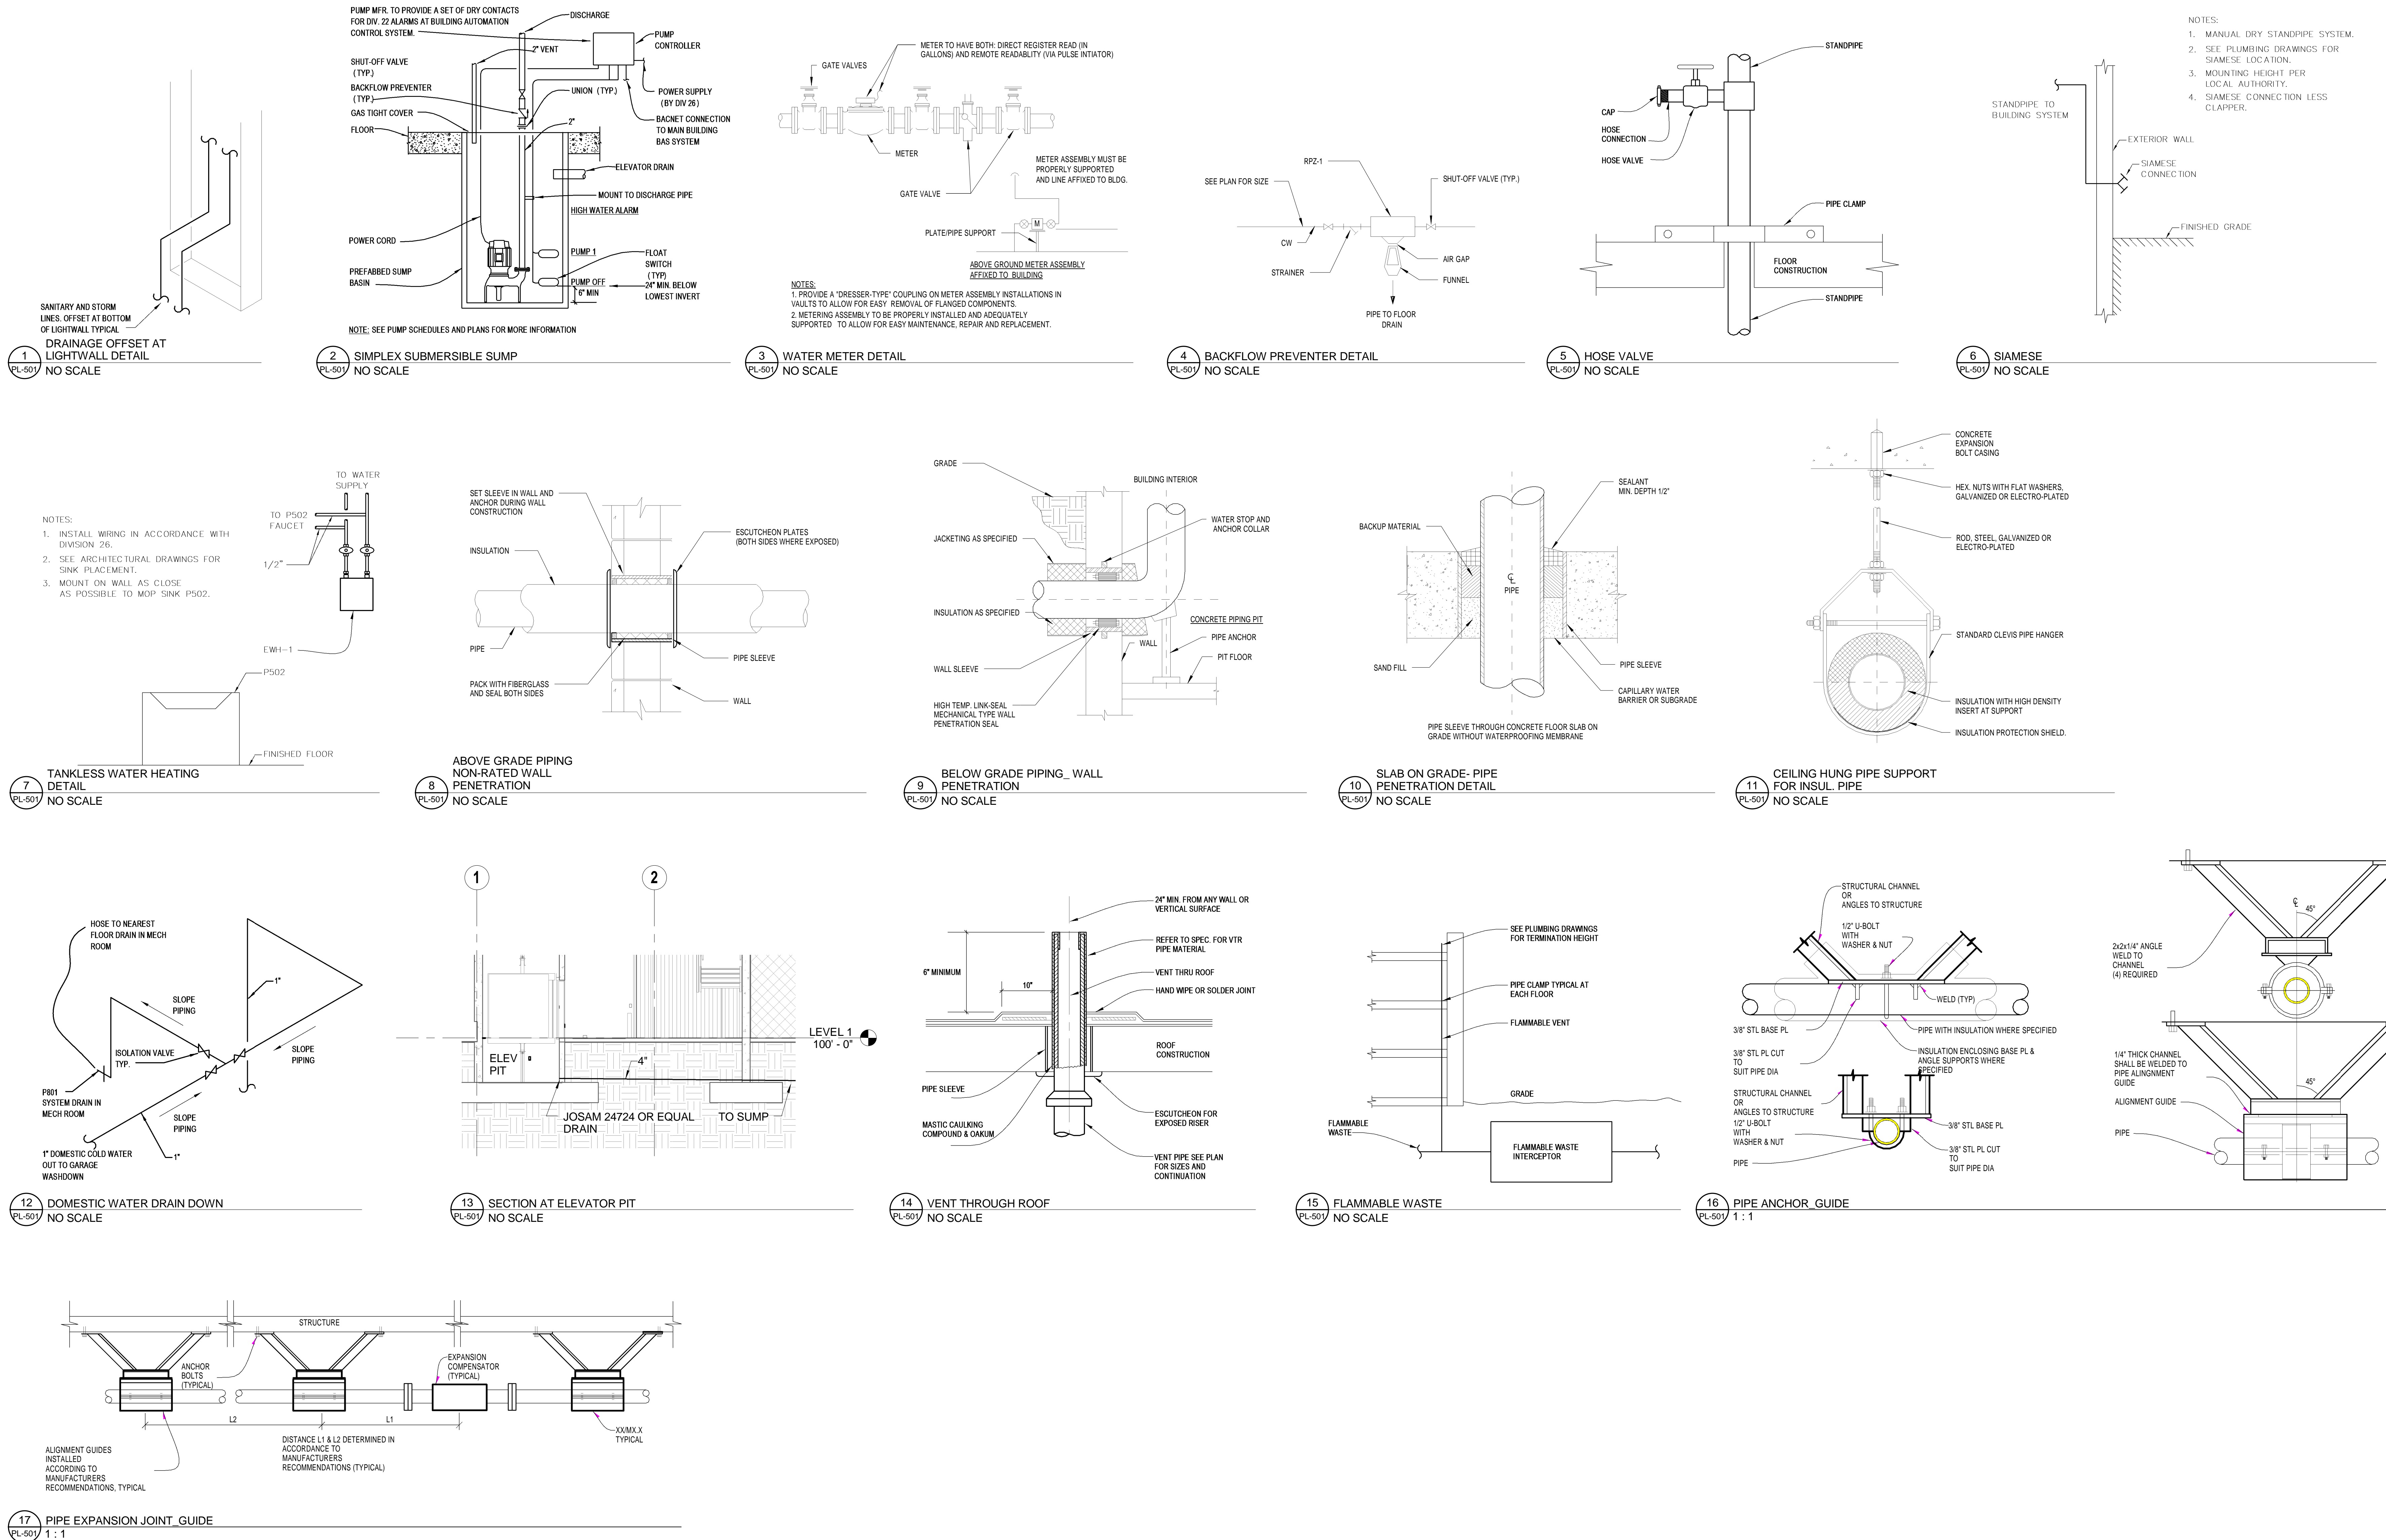 SANITARY AND STORM
LINES. OFFSET AT BOTTOM
OF LIGHTWALL TYPICAL
1
PL-501
DRAINAGE OFFSET AT
LIGHTWALL DETAIL
NO SCALE
PUMP MFR. TO PROVIDE A SET OF DRY CONTACTS
FOR DIV. 22 ALARMS AT BUILDING AUTOMATION
CONTROL SYSTEM.
DISCHARGE
PUMP
CONTROLLER
2" VENT
SHUT-OFF VALVE
(TYP.)
BACKFLOW PREVENTER
(TYP.)
GAS TIGHT COVER
FLOOR
UNION (TYP.)
POWER SUPPLY
(BY DIV 26)
2"
BACNET CONNECTION
TO MAIN BUILDING
BAS SYSTEM
ELEVATOR DRAIN
MOUNT TO DISCHARGE PIPE
HIGH WATER ALARM
POWER CORD
PUMP 1
FLOAT
SWITCH
(TYP)
PREFABBED SUMP
BASIN
PUMP OFF
6" MIN
24" MIN. BELOW
LOWEST INVERT
NOTE: SEE PUMP SCHEDULES AND PLANS FOR MORE INFORMATION
2
PL-501
SIMPLEX SUBMERSIBLE SUMP
NO SCALE
METER TO HAVE BOTH: DIRECT REGISTER READ (IN
GALLONS) AND REMOTE READABLITY (VIA PULSE INTIATOR)
GATE VALVES
METER
GATE VALVE
METER ASSEMBLY MUST BE
PROPERLY SUPPORTED
AND LINE AFFIXED TO BLDG.
M
PLATE/PIPE SUPPORT
ABOVE GROUND METER ASSEMBLY
AFFIXED TO BUILDING
NOTES:
1. PROVIDE A "DRESSER-TYPE" COUPLING ON METER ASSEMBLY INSTALLATIONS IN
VAULTS TO ALLOW FOR EASY REMOVAL OF FLANGED COMPONENTS.
2. METERING ASSEMBLY TO BE PROPERLY INSTALLED AND ADEQUATELY
SUPPORTED TO ALLOW FOR EASY MAINTENANCE, REPAIR AND REPLACEMENT.
3
PL-501
WATER METER DETAIL
NO SCALE
RPZ-1
SEE PLAN FOR SIZE
SHUT-OFF VALVE (TYP.)
CW
STRAINER
AIR GAP
FUNNEL
PIPE TO FLOOR
DRAIN
4
PL-501
BACKFLOW PREVENTER DETAIL
NO SCALE
STANDPIPE
CAP
HOSE
CONNECTION
HOSE VALVE
PIPE CLAMP
FLOOR
CONSTRUCTION
STANDPIPE
5
PL-501
HOSE VALVE
NO SCALE
NOTES:
1. MANUAL DRY STANDPIPE SYSTEM.
2. SEE PLUMBING DRAWINGS FOR
SIAMESE LOCATION.
3. MOUNTING HEIGHT PER
LOCAL AUTHORITY.
4. SIAMESE CONNECTION LESS
CLAPPER.
STANDPIPE TO
BUILDING SYSTEM
EXTERIOR WALL
SIAMESE
CONNECTION
FINISHED GRADE
6
PL-501
SIAMESE
NO SCALE
TO WATER
SUPPLY
TO P502
FAUCET
NOTES:
1. INSTALL WIRING IN ACCORDANCE WITH
DIVISION 26.
2. SEE ARCHITECTURAL DRAWINGS FOR
SINK PLACEMENT.
3. MOUNT ON WALL AS CLOSE
AS POSSIBLE TO MOP SINK P502.
1/2"
EWH-1
P502
FINISHED FLOOR
7
PL-501
TANKLESS WATER HEATING
DETAIL
NO SCALE
SET SLEEVE IN WALL AND
ANCHOR DURING WALL
CONSTRUCTION
ESCUTCHEON PLATES
(BOTH SIDES WHERE EXPOSED)
INSULATION
PIPE
PIPE SLEEVE
PACK WITH FIBERGLASS
AND SEAL BOTH SIDES
WALL
8
PL-501
ABOVE GRADE PIPING
NON-RATED WALL
PENETRATION
NO SCALE
GRADE
BUILDING INTERIOR
WATER STOP AND
ANCHOR COLLAR
JACKETING AS SPECIFIED
INSULATION AS SPECIFIED
CONCRETE PIPING PIT
PIPE ANCHOR
WALL
PIT FLOOR
WALL SLEEVE
HIGH TEMP. LINK-SEAL
MECHANICAL TYPE WALL
PENETRATION SEAL
9
PL-501
BELOW GRADE PIPING_ WALL
PENETRATION
NO SCALE
SEALANT
MIN. DEPTH 1/2"
BACKUP MATERIAL
℄
PIPE
SAND FILL
PIPE SLEEVE
CAPILLARY WATER
BARRIER OR SUBGRADE
PIPE SLEEVE THROUGH CONCRETE FLOOR SLAB ON
GRADE WITHOUT WATERPROOFING MEMBRANE
10
PL-501
SLAB ON GRADE- PIPE
PENETRATION DETAIL
NO SCALE
CONCRETE
EXPANSION
BOLT CASING
HEX. NUTS WITH FLAT WASHERS,
GALVANIZED OR ELECTRO-PLATED
ROD, STEEL, GALVANIZED OR
ELECTRO-PLATED
STANDARD CLEVIS PIPE HANGER
INSULATION WITH HIGH DENSITY
INSERT AT SUPPORT
INSULATION PROTECTION SHIELD.
11
PL-501
CEILING HUNG PIPE SUPPORT
FOR INSUL. PIPE
NO SCALE
HOSE TO NEAREST
FLOOR DRAIN IN MECH
ROOM
1"
SLOPE
PIPING
ISOLATION VALVE
TYP.
SLOPE
PIPING
P801
SYSTEM DRAIN IN
MECH ROOM
SLOPE
PIPING
1" DOMESTIC COLD WATER
OUT TO GARAGE
WASHDOWN
1"
12
PL-501
DOMESTIC WATER DRAIN DOWN
NO SCALE
1
2
LEVEL 1
100' - 0"
ELEV
PIT
4"
JOSAM 24724 OR EQUAL
DRAIN
TO SUMP
13
PL-501
SECTION AT ELEVATOR PIT
NO SCALE
24" MIN. FROM ANY WALL OR
VERTICAL SURFACE
REFER TO SPEC. FOR VTR
PIPE MATERIAL
6" MINIMUM
10"
VENT THRU ROOF
HAND WIPE OR SOLDER JOINT
ROOF
CONSTRUCTION
PIPE SLEEVE
MASTIC CAULKING
COMPOUND & OAKUM
ESCUTCHEON FOR
EXPOSED RISER
VENT PIPE SEE PLAN
FOR SIZES AND
CONTINUATION
14
PL-501
VENT THROUGH ROOF
NO SCALE
SEE PLUMBING DRAWINGS
FOR TERMINATION HEIGHT
PIPE CLAMP TYPICAL AT
EACH FLOOR
FLAMMABLE VENT
GRADE
FLAMMABLE
WASTE
FLAMMABLE WASTE
INTERCEPTOR
15
PL-501
FLAMMABLE WASTE
NO SCALE
STRUCTURAL CHANNEL
OR
ANGLES TO STRUCTURE
1/2" U-BOLT
WITH
WASHER & NUT
WELD (TYP)
3/8" STL BASE PL
PIPE WITH INSULATION WHERE SPECIFIED
3/8" STL PL CUT
TO
SUIT PIPE DIA
INSULATION ENCLOSING BASE PL &
ANGLE SUPPORTS WHERE
SPECIFIED
STRUCTURAL CHANNEL
OR
ANGLES TO STRUCTURE
1/2" U-BOLT
WITH
WASHER & NUT
3/8" STL BASE PL
PIPE
3/8" STL PL CUT
TO
SUIT PIPE DIA
℄
45°
2x2x1/4" ANGLE
WELD TO
CHANNEL
(4) REQUIRED
1/4" THICK CHANNEL
SHALL BE WELDED TO
PIPE ALINGNMENT
GUIDE
45°
ALIGNMENT GUIDE
PIPE
16
PL-501
PIPE ANCHOR_GUIDE
1 : 1
STRUCTURE
ANCHOR
BOLTS
(TYPICAL)
EXPANSION
COMPENSATOR
(TYPICAL)
L2
L1
XX/MX.X
TYPICAL
ALIGNMENT GUIDES
INSTALLED
ACCORDING TO
MANUFACTURERS
RECOMMENDATIONS, TYPICAL
DISTANCE L1 & L2 DETERMINED IN
ACCORDANCE TO
MANUFACTURERS
RECOMMENDATIONS (TYPICAL)
17
PL-501
PIPE EXPANSION JOINT_GUIDE
1 : 1